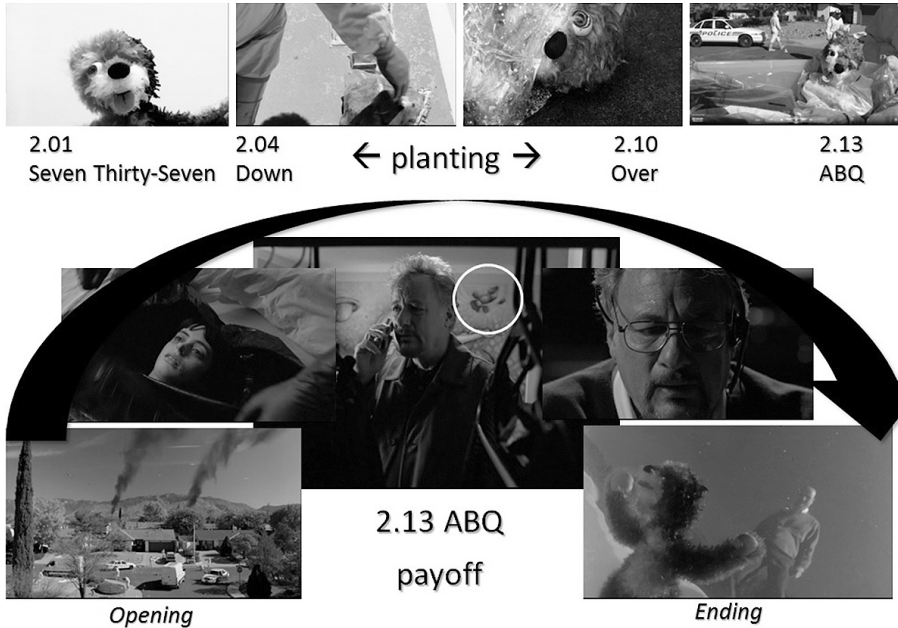 POLICE
2.01
Seven Thirty-Seven
2.04
Down
← planting →
2.10
Over
2.13
ABQ
2.13 ABQ
payoff
Opening
Ending